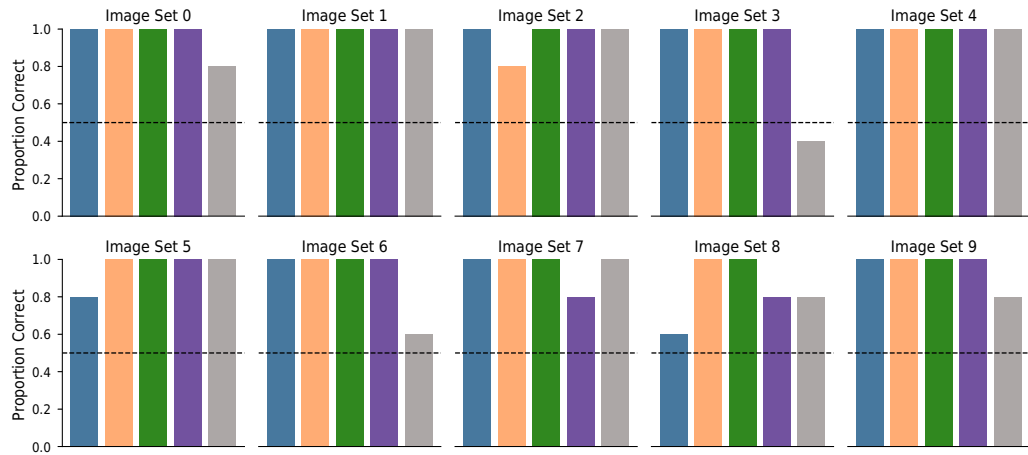 Image Set 0
Image Set 1
Image Set 2
Image Set 3
Image Set 4
Proportion Correct
1.0
0.8
0.6
0.4
0.2
0.0
Image Set 5
Image Set 6
Image Set 7
Image Set 8
Image Set 9
Proportion Correct
1.0
0.8
0.6
0.4
0.2
0.0